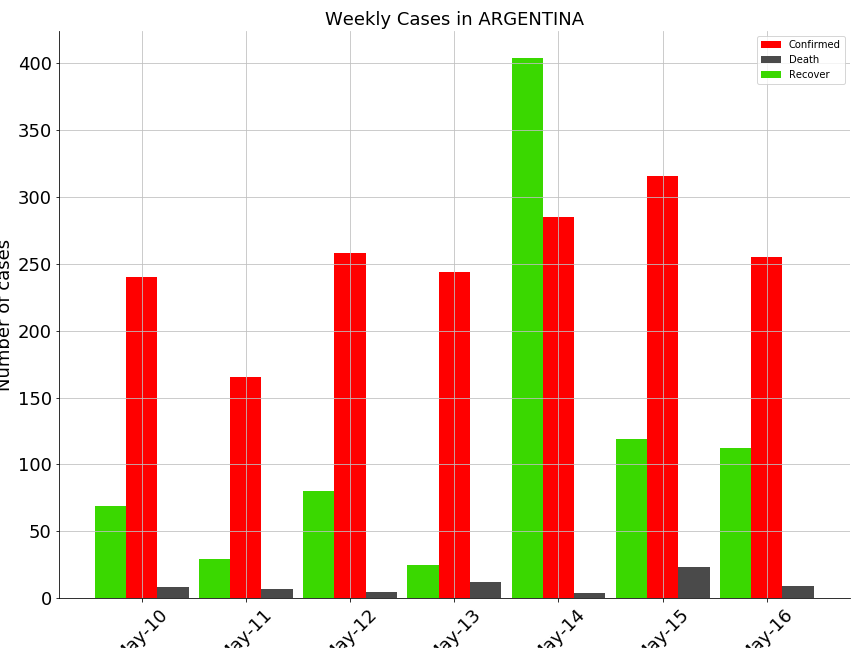 Weekly Cases in ARGENTINA
Confirmed
Death
Recover
Number of cases
400
350
300
250
200
150
100
50
0
May-10
May-11
May-12
May-13
May-14
May-15
May-16